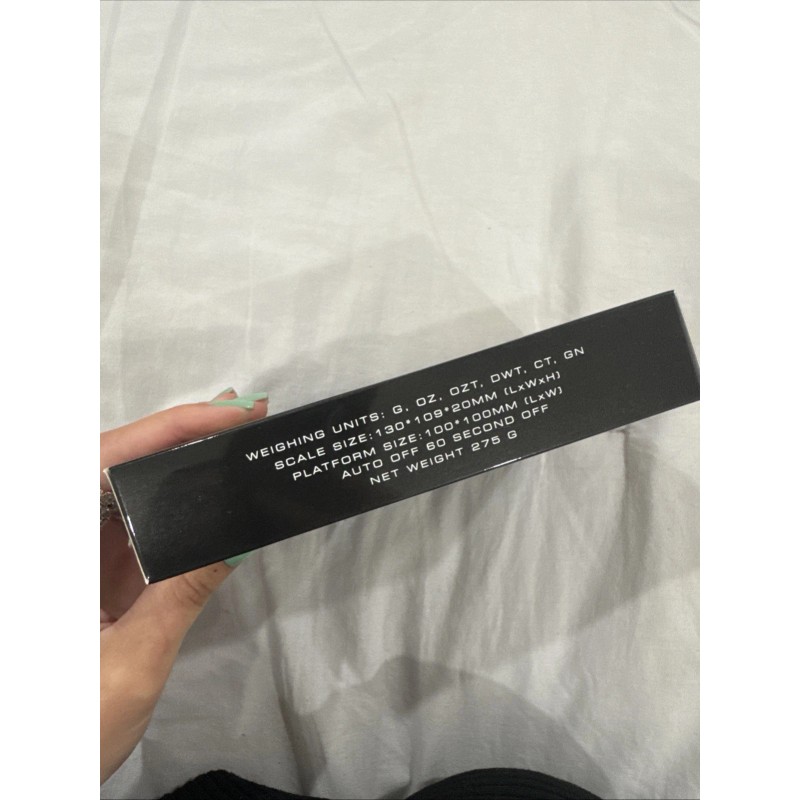 WEIGHING UNITS: G, OZ, OZT, DWT, CT, GN
SCALE SIZE:130*109*20MM (LxWxH)
PLATFORM SIZE:100*100MM (LxW)
AUTO OFF 60 SECOND OFF
NET WEIGHT 275 G